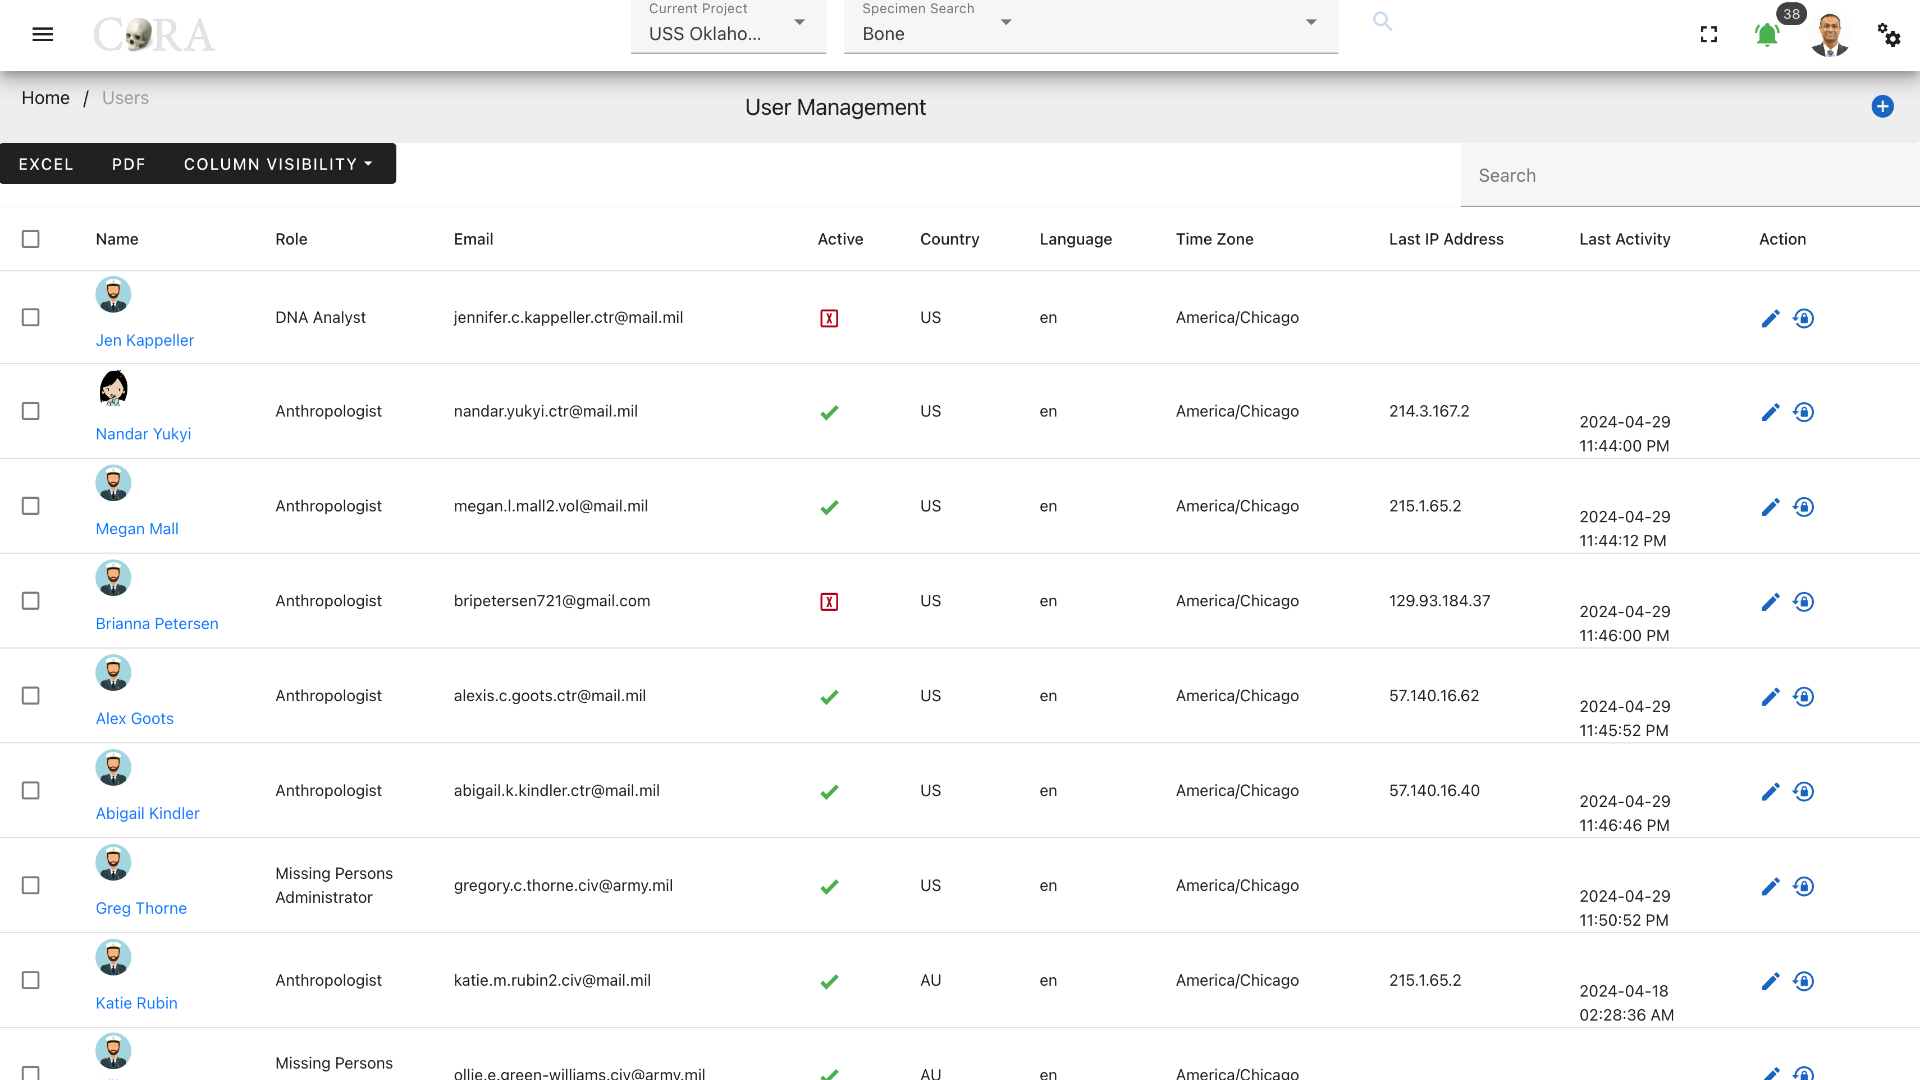 C RA
Current Project
USS Oklaho...
Specimen Search
Bone
38
Home / Users
User Management
EXCEL PDF COLUMN VISIBILITY
Search
Name Role Email Active Country Language Time Zone Last IP Address Last Activity Action
Jen Kappeller DNA Analyst jennifer.c.kappeller.ctr@mail.mil X US en America/Chicago
Nandar Yukyi Anthropologist nandar.yukyi.ctr@mail.mil US en America/Chicago 214.3.167.2 2024-04-29
11:44:00 PM
Megan Mall Anthropologist megan.l.mall2.vol@mail.mil US en America/Chicago 215.1.65.2 2024-04-29
11:44:12 PM
Brianna Petersen Anthropologist bripetersen721@gmail.com X US en America/Chicago 129.93.184.37 2024-04-29
11:46:00 PM
Alex Goots Anthropologist alexis.c.goots.ctr@mail.mil US en America/Chicago 57.140.16.62 2024-04-29
11:45:52 PM
Abigail Kindler Anthropologist abigail.k.kindler.ctr@mail.mil US en America/Chicago 57.140.16.40 2024-04-29
11:46:46 PM
Greg Thorne Missing Persons
Administrator gregory.c.thorne.civ@army.mil US en America/Chicago 2024-04-29
11:50:52 PM
Katie Rubin Anthropologist katie.m.rubin2.civ@mail.mil AU en America/Chicago 215.1.65.2 2024-04-18
02:28:36 AM
Missing Persons
ollie.e.green-williams.civ@army.mil AU en America/Chicago